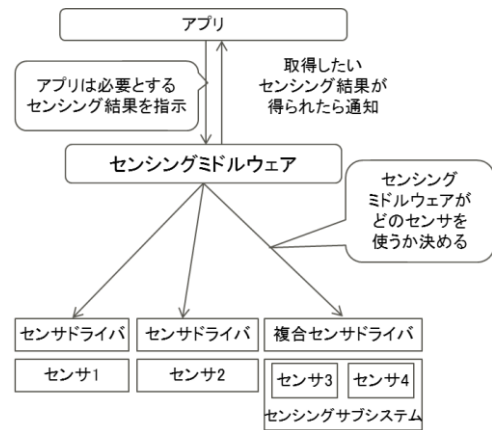 アプリ
アプリは必要とする
センシング結果を指示
取得したい
センシング結果が
得られたら通知
センシングミドルウェア
センシング
ミドルウェアが
どのセンサを
使うか決める
センサドライバ
センサドライバ
複合センサドライバ
センサ1
センサ2
センサ3
センサ4
センシングサブシステム